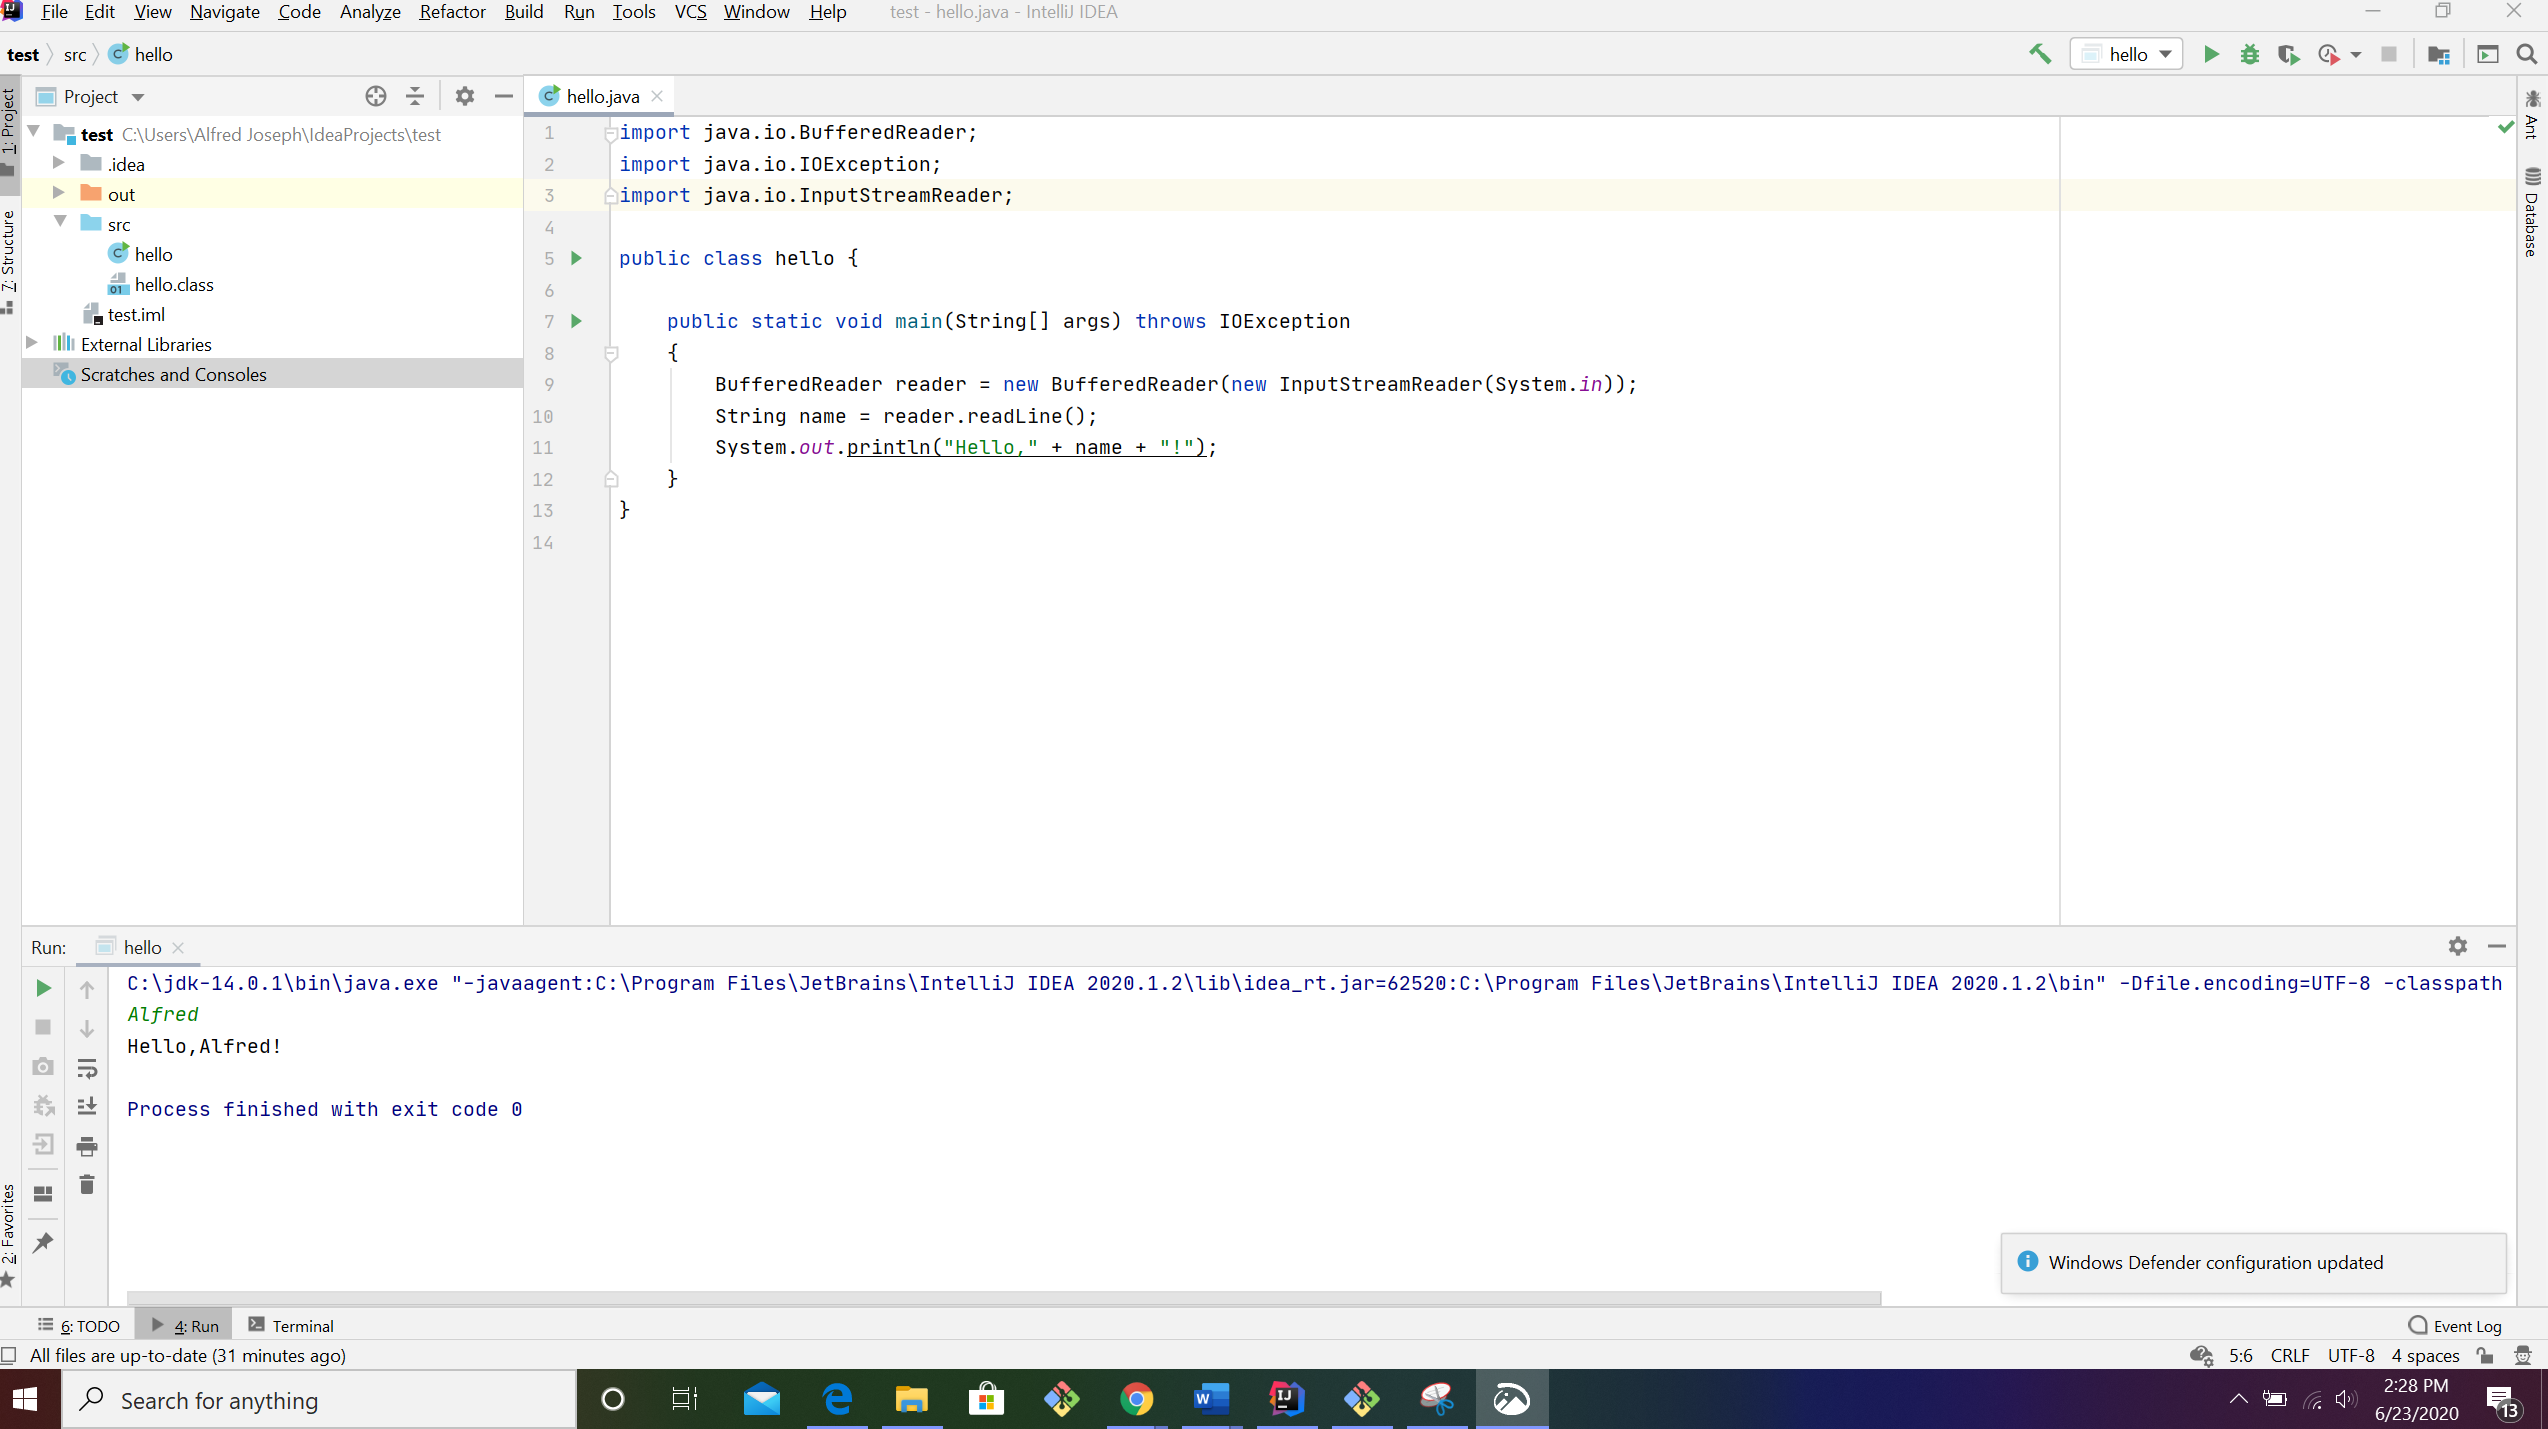 File Edit View Navigate Code Analyze Refactor Build Run Tools VCS Window Help test - hello.java - IntelliJ IDEA
test src hello
hello
1: Project
7: Structure
2: Favorites
Project
test C:\Users\Alfred Joseph\IdeaProjects\test
.idea
out
src
hello
hello.class
test.iml
External Libraries
Scratches and Consoles
hello.java
1 import java.io.BufferedReader;
2 import java.io.IOException;
3 import java.io.InputStreamReader;
4
5 public class hello {
6
7 public static void main(String[] args) throws IOException
8 {
9 BufferedReader reader = new BufferedReader(new InputStreamReader(System.in));
10 String name = reader.readLine();
11 System.out.println("Hello," + name + "!");
12 }
13 }
14
Ant
Database
Run: hello
C:\jdk-14.0.1\bin\java.exe "-javaagent:C:\Program Files\JetBrains\IntelliJ IDEA 2020.1.2\lib\idea_rt.jar=62520:C:\Program Files\JetBrains\IntelliJ IDEA 2020.1.2\bin" -Dfile.encoding=UTF-8 -classpath
Alfred
Hello,Alfred!
Process finished with exit code 0
Windows Defender configuration updated
6: TODO 4: Run Terminal Event Log
All files are up-to-date (31 minutes ago) 5:6 CRLF UTF-8 4 spaces
Search for anything
2:28 PM
6/23/2020
13